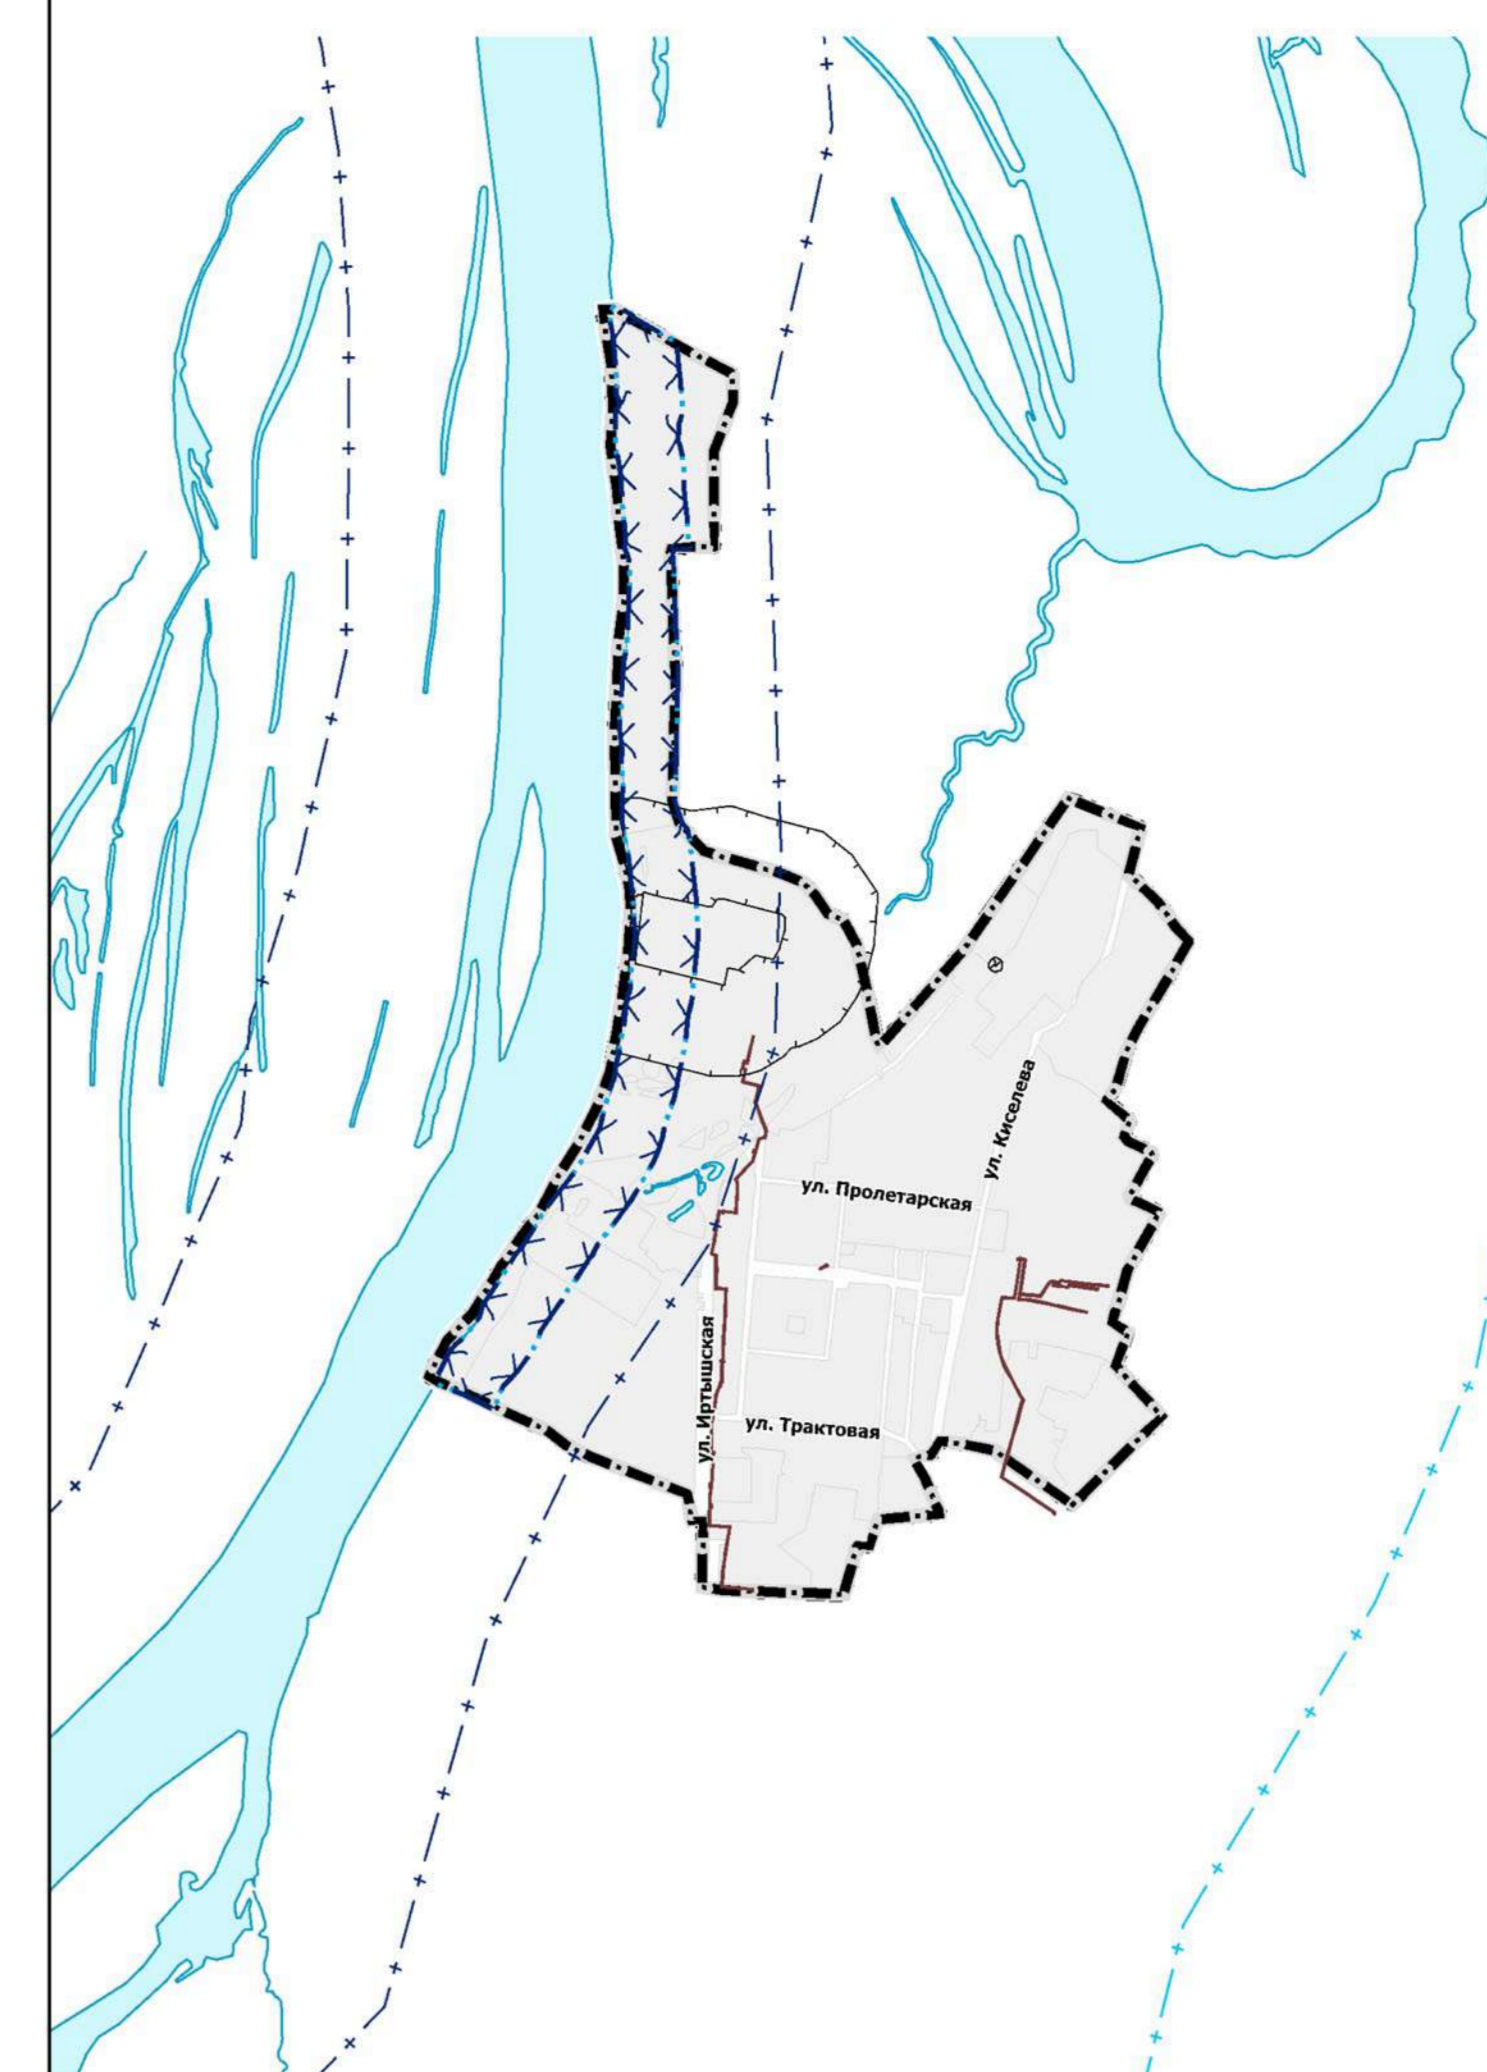 ул. Киселева
ул. Пролетарская
ул. Иртышская
ул. Трактовая